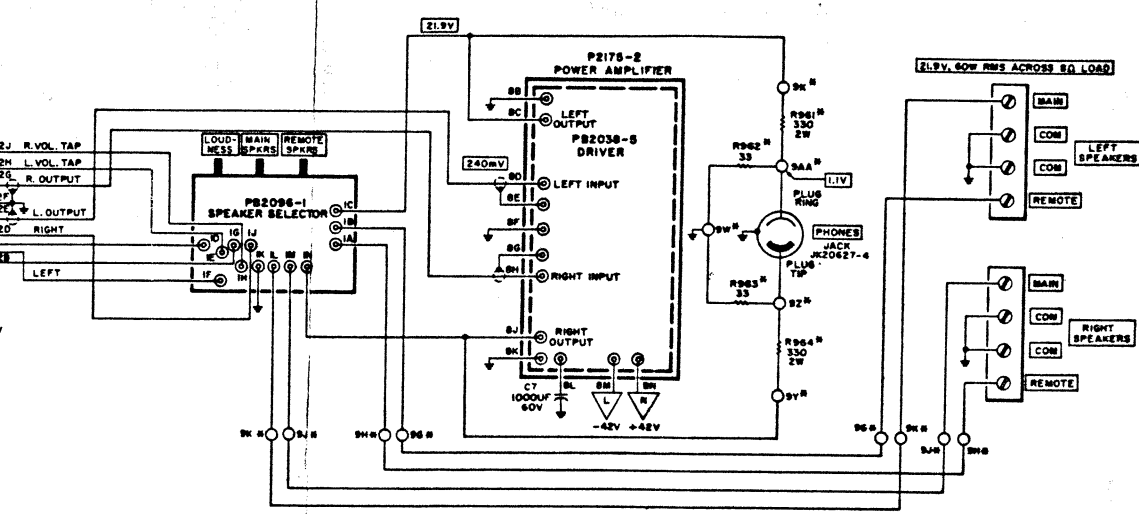 21.9V
P2175-2
POWER AMPLIFIER
21.9V, 60W RMS ACROSS 8Ω LOAD
8B
8C
LEFT
OUTPUT
PB2038-5
DRIVER
9K*
R961*
330
2W
R962*
33
9AA*
1.1V
PLUG
RING
MAIN
COM
COM
REMOTE
LEFT
SPEAKERS
2J R.VOL. TAP
2H L.VOL. TAP
2G R. OUTPUT
2F
2E L. OUTPUT
2D RIGHT
LEFT
LOUD-
NESS
MAIN
SPKRS
REMOTE
SPKRS
PB2096-1
SPEAKER SELECTOR
1C
1B
1A
1D
1E
1G
1J
1F
1H
1K
1L
1M
1N
240mV
8D
LEFT INPUT
8E
8F
8G
8H
RIGHT INPUT
8J
RIGHT
OUTPUT
8K
8L
C7
1000UF
60V
8M
8N
L
R
-42V
+42V
9W*
PHONES
JACK
JK20627-4
PLUG
TIP
R963*
33
9Z*
R964*
330
2W
9Y*
MAIN
COM
COM
REMOTE
RIGHT
SPEAKERS
9K*
9J*
9H*
9G*
9G*
9K*
9J*
9H*